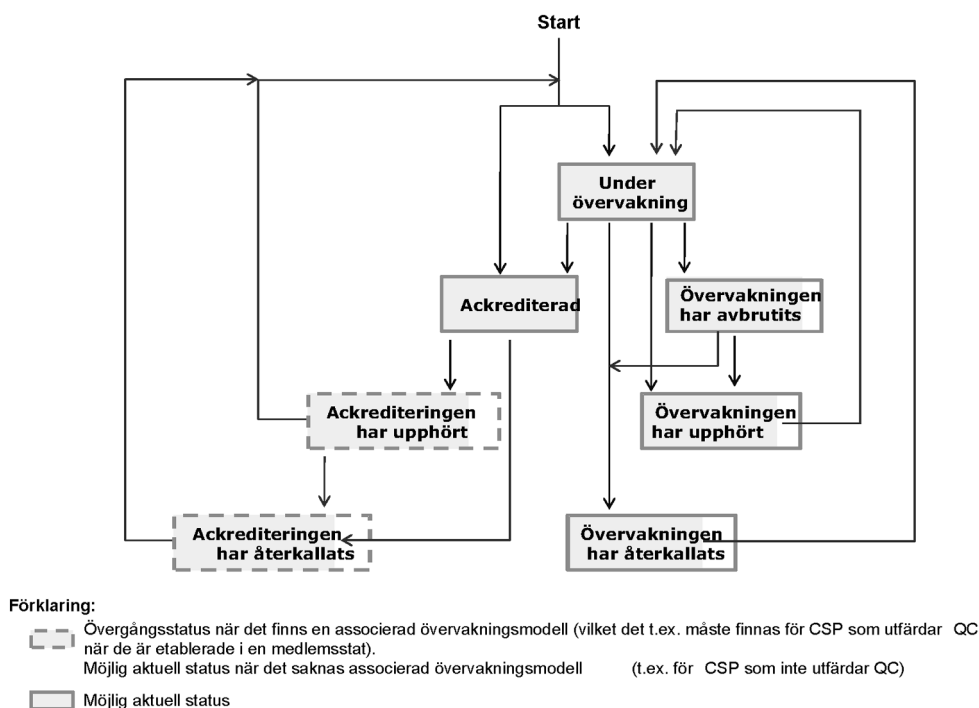 Start
Under
övervakning
Ackrediterad
Övervakningen
har avbrutits
Ackrediteringen
har upphört
Övervakningen
har upphört
Ackrediteringen
har återkallats
Övervakningen
har återkallats
Förklaring:
Övergångsstatus när det finns en associerad övervakningsmodell (vilket det t.ex. måste finnas för CSP som utfärdar QC
när de är etablerade i en medlemsstat).
Möjlig aktuell status när det saknas associerad övervakningsmodell (t.ex. för CSP som inte utfärdar QC)
Möjlig aktuell status